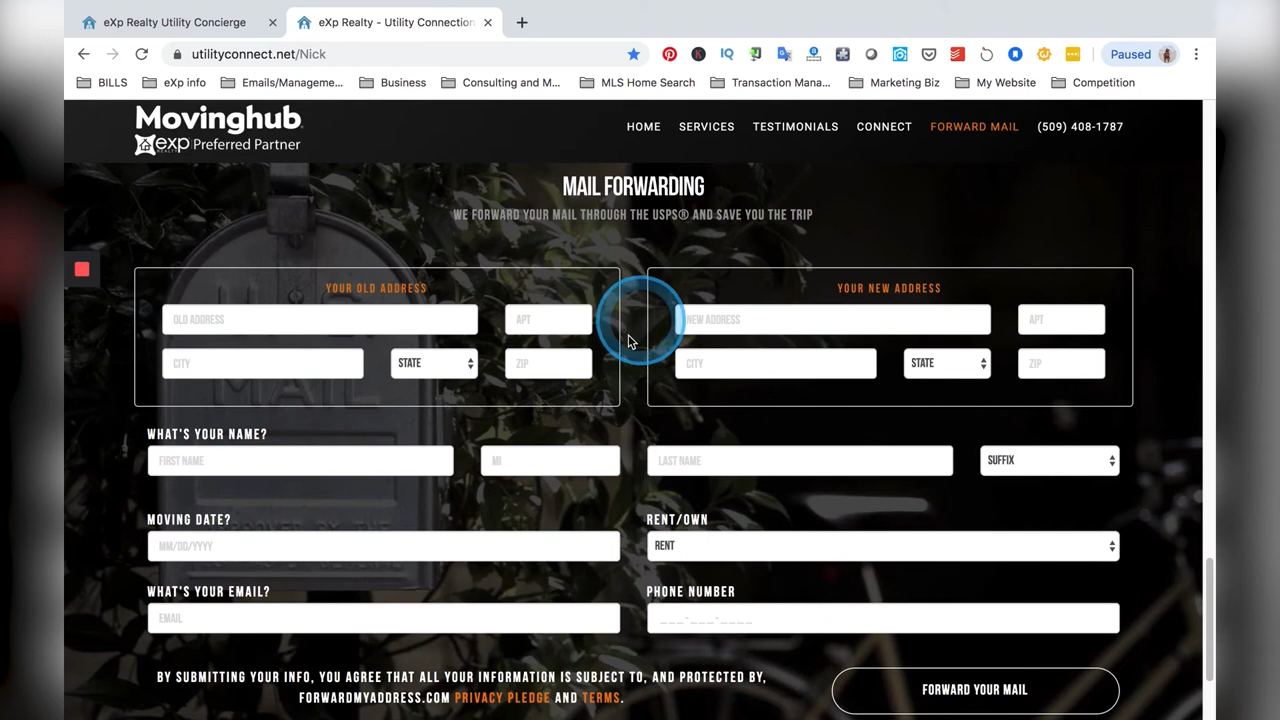 eXp Realty Utility Concierge
eXp Realty - Utility Connection
utilityconnect.net/Nick
Paused
BILLS
eXp info
Emails/Manageme...
Business
Consulting and M...
MLS Home Search
Transaction Mana...
Marketing Biz
My Website
Competition
Movinghub
eXp REALTY Preferred Partner
HOME
SERVICES
TESTIMONIALS
CONNECT
FORWARD MAIL
(509) 408-1787
MAIL FORWARDING
WE FORWARD YOUR MAIL THROUGH THE USPS® AND SAVE YOU THE TRIP
YOUR OLD ADDRESS
OLD ADDRESS
APT
CITY
STATE
ZIP
YOUR NEW ADDRESS
NEW ADDRESS
APT
CITY
STATE
ZIP
WHAT'S YOUR NAME?
FIRST NAME
MI
LAST NAME
SUFFIX
MOVING DATE?
MM/DD/YYYY
RENT/OWN
RENT
WHAT'S YOUR EMAIL?
EMAIL
PHONE NUMBER
___-___-____
BY SUBMITTING YOUR INFO, YOU AGREE THAT ALL YOUR INFORMATION IS SUBJECT TO, AND PROTECTED BY,
FORWARDMYADDRESS.COM PRIVACY PLEDGE AND TERMS.
FORWARD YOUR MAIL